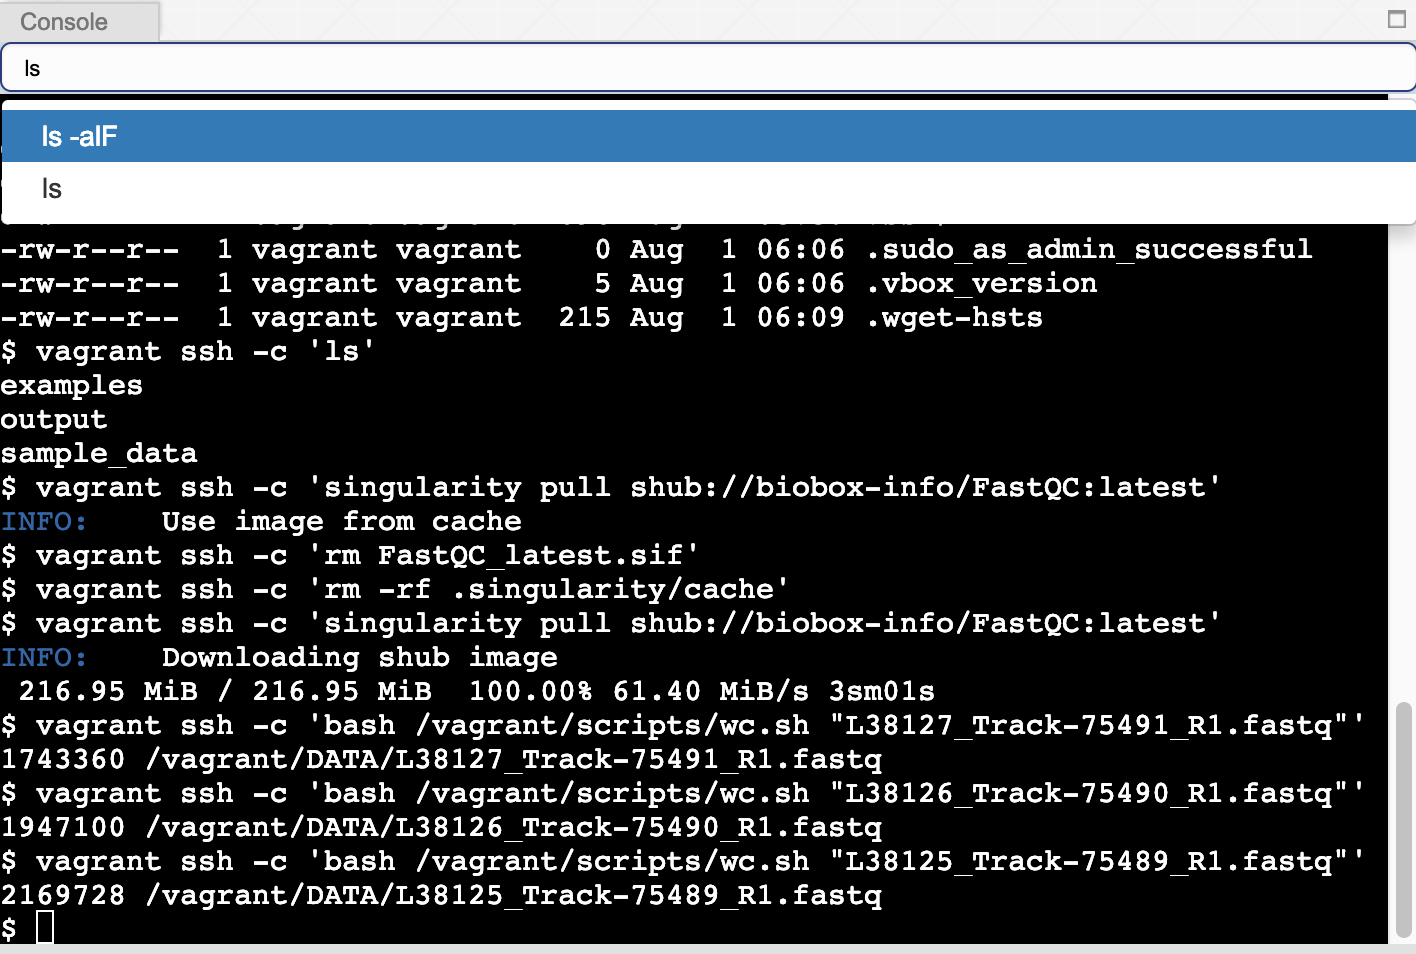 Console
ls
ls -alF
ls
-rw-r--r--  1 vagrant vagrant    0 Aug  1 06:06 .sudo_as_admin_successful
-rw-r--r--  1 vagrant vagrant    5 Aug  1 06:06 .vbox_version
-rw-r--r--  1 vagrant vagrant  215 Aug  1 06:09 .wget-hsts
$ vagrant ssh -c 'ls'
examples
output
sample_data
$ vagrant ssh -c 'singularity pull shub://biobox-info/FastQC:latest'
INFO:    Use image from cache
$ vagrant ssh -c 'rm FastQC_latest.sif'
$ vagrant ssh -c 'rm -rf .singularity/cache'
$ vagrant ssh -c 'singularity pull shub://biobox-info/FastQC:latest'
INFO:    Downloading shub image
 216.95 MiB / 216.95 MiB  100.00% 61.40 MiB/s 3sm01s
$ vagrant ssh -c 'bash /vagrant/scripts/wc.sh "L38127_Track-75491_R1.fastq"'
1743360 /vagrant/DATA/L38127_Track-75491_R1.fastq
$ vagrant ssh -c 'bash /vagrant/scripts/wc.sh "L38126_Track-75490_R1.fastq"'
1947100 /vagrant/DATA/L38126_Track-75490_R1.fastq
$ vagrant ssh -c 'bash /vagrant/scripts/wc.sh "L38125_Track-75489_R1.fastq"'
2169728 /vagrant/DATA/L38125_Track-75489_R1.fastq
$